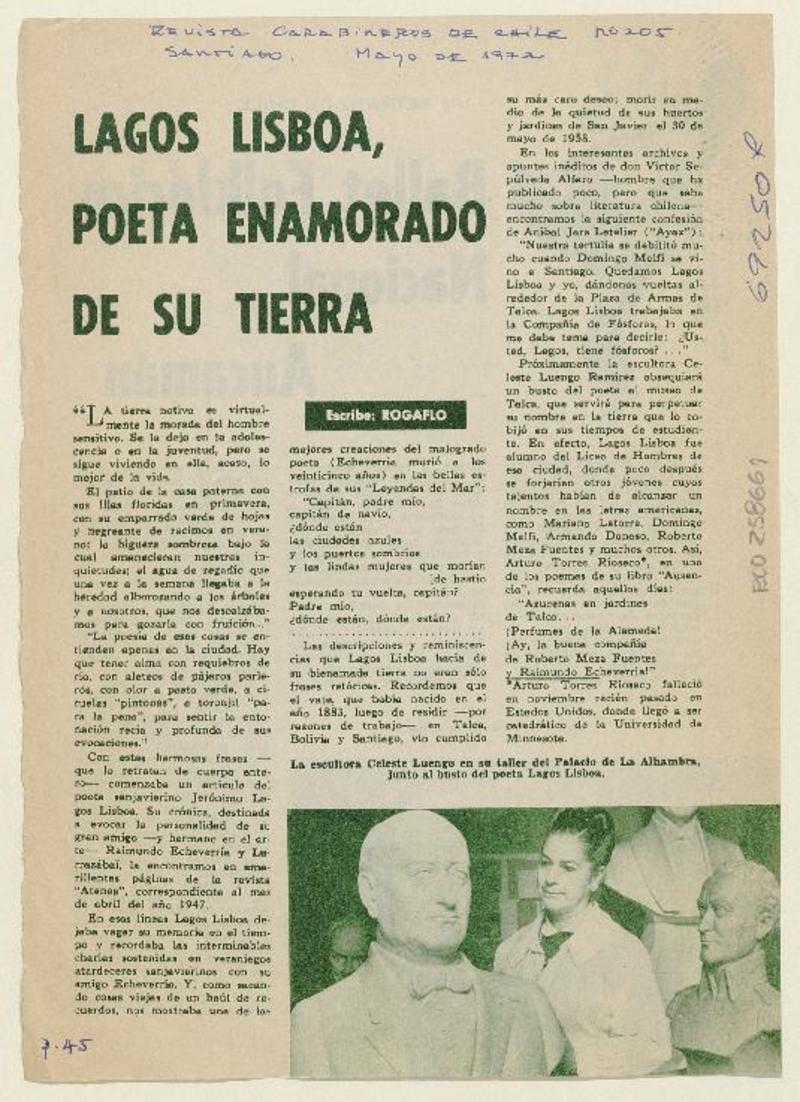 REVISTA CARABINEROS DE CHILE Nº 205
SANTIAGO. MAYO DE 1972
LAGOS LISBOA,
POETA ENAMORADO
DE SU TIERRA
"LA tierra nativa es virtual-
mente la morada del hombre
sensitivo. Se la deja en la adoles-
cencia o en la juventud, pero se
sigue viviendo en ella, acaso, lo
mejor de la vida.
El patio de la casa paterna con
sus lilas floridas en primavera,
con su emparrado verde de hojas
y negreante de racimos en vera-
no; la higuera sombrosa bajo la
cual amanecieron nuestras in-
quietudes; el agua de regadío que
una vez a la semana llegaba a la
heredad alborozando a los árboles
y a nosotros, que nos descalzába-
mos para gozarla con fruición..."
"La poesía de esas cosas se en-
tienden apenas en la ciudad. Hay
que tener alma con requiebros de
río, con aleteos de pájaros parle-
ros, con olor a pasto verde, a ci-
ruelas "pintonas", a toronjil "pa-
ra la pena", para sentir la ento-
nación recia y profunda de sus
evocaciones."
Con estas hermosas frases —
que lo retratan de cuerpo ente-
ro— comenzaba un artículo del
poeta sanjavierino Jerónimo La-
gos Lisboa. Su crónica, destinada
a evocar la personalidad de su
gran amigo —y hermano en el ar-
te— Raimundo Echeverría y La-
rrazábal, la encontramos en ama-
rillentas páginas de la revista
"Atenea", correspondiente al mes
de abril del año 1947.
En esas líneas Lagos Lisboa de-
jaba vagar su memoria en el tiem-
po y recordaba las interminables
charlas sostenidas en veraniegos
atardeceres sanjavierinos con su
amigo Echeverría. Y, como sacan-
do cosas viejas de un baúl de re-
cuerdos, nos mostraba una de las
Escribe: ROGAFLO
mejores creaciones del malogrado
poeta (Echeverría murió a los
veinticinco años) en las bellas es-
trofas de sus "Leyendas del Mar":
"Capitán, padre mío,
capitán de navío,
¿dónde están
las ciudades azules
y los puertos sombríos
y las lindas mujeres que morían
[de hastío
esperando tu vuelta, capitán?
Padre mío,
¿dónde están, dónde están?
Las descripciones y reminiscen-
cias que Lagos Lisboa hacía de
su bienamada tierra no eran sólo
frases retóricas. Recordemos que
el vate, que había nacido en el
año 1883, luego de residir —por
razones de trabajo— en Talca,
Bolivia y Santiago, vio cumplido
su más caro deseo: morir en me-
dio de la quietud de sus huertos
y jardines de San Javier el 30 de
mayo de 1958.
En los interesantes archivos y
apuntes inéditos de don Víctor Se-
púlveda Alfaro —hombre que ha
publicado poco, pero que sabe
mucho sobre literatura chilena—
encontramos la siguiente confesión
de Aníbal Jara Letelier ("Ayax"):
"Nuestra tertulia se debilitó mu-
cho cuando Domingo Melfi se vi-
no a Santiago. Quedamos Lagos
Lisboa y yo, dándonos vueltas al-
rededor de la Plaza de Armas de
Talca. Lagos Lisboa trabajaba en
la Compañía de Fósforos, lo que
me daba tema para decirle: ¿Us-
ted, Lagos, tiene fósforos? ..."
Próximamente la escultora Ce-
leste Luengo Ramírez obsequiará
un busto del poeta al museo de
Talca, que servirá para perpetuar
su nombre en la tierra que lo co-
bijó en sus tiempos de estudian-
te. En efecto, Lagos Lisboa fue
alumno del Liceo de Hombres de
esa ciudad, donde poco después
se forjarían otros jóvenes cuyos
talentos habían de alcanzar un
nombre en las letras americanas,
como Mariano Latorre, Domingo
Melfi, Armando Donoso, Roberto
Meza Fuentes y muchos otros. Así,
Arturo Torres Rioseco*, en uno
de los poemas de su libro "Ausen-
cia", recuerda aquellos días:
"Azucenas en jardines
de Talca...
¡Perfumes de la Alameda!
¡Ay, la buena compañía
de Roberto Meza Fuentes
y Raimundo Echeverría!"
*Arturo Torres Rioseco falleció
en noviembre recién pasado en
Estados Unidos, donde llegó a ser
catedrático de la Universidad de
Minnesota.
La escultora Celeste Luengo en su taller del Palacio de La Alhambra,
junto al busto del poeta Lagos Lisboa.
69250 R
RCO 258669
7.45